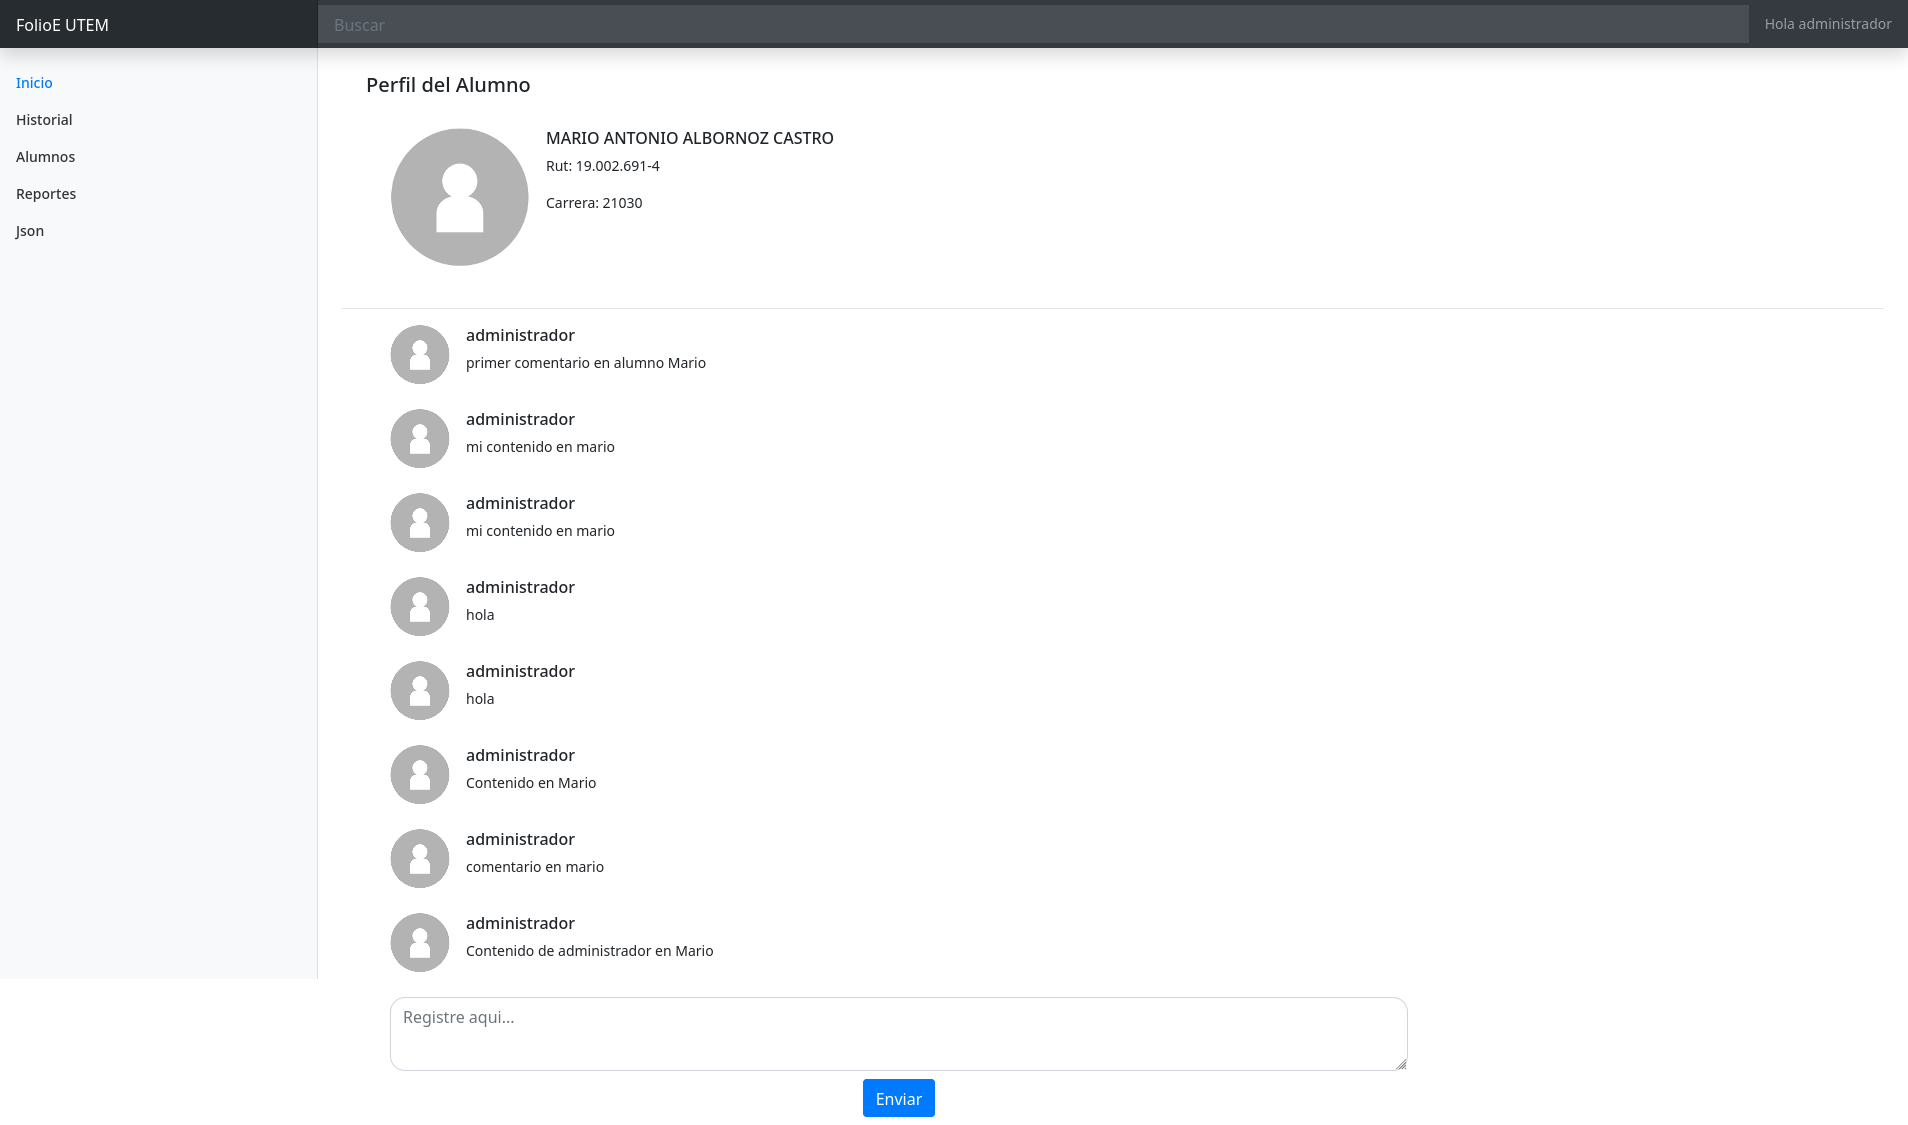 FolioE UTEM
Buscar
Hola administrador
Inicio
Historial
Alumnos
Reportes
Json
Perfil del Alumno
MARIO ANTONIO ALBORNOZ CASTRO
Rut: 19.002.691-4
Carrera: 21030
administrador
primer comentario en alumno Mario
administrador
mi contenido en mario
administrador
mi contenido en mario
administrador
hola
administrador
hola
administrador
Contenido en Mario
administrador
comentario en mario
administrador
Contenido de administrador en Mario
Registre aqui...
Enviar